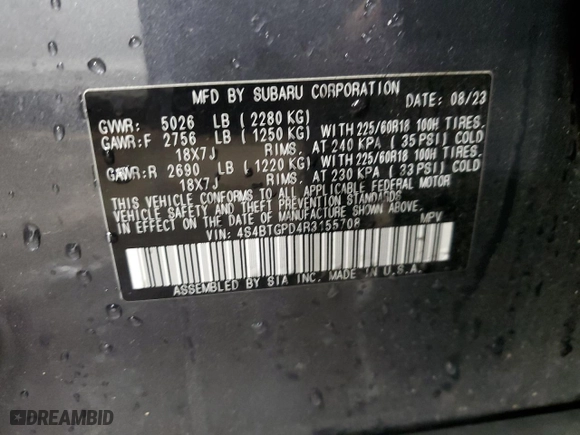 MFD BY SUBARU CORPORATION
DATE: 08/23
GVWR: 5026 LB (2280 KG)
GAWR:F 2756 LB (1250 KG) WITH 225/60R18 100H TIRES.
18X7J RIMS. AT 240 KPA (35 PSI) COLD
GAWR:R 2690 LB (1220 KG) WITH 225/60R18 100H TIRES.
18X7J RIMS. AT 230 KPA (33 PSI) COLD
THIS VEHICLE CONFORMS TO ALL APPLICABLE FEDERAL MOTOR
VEHICLE SAFETY AND THEFT PREVENTION STANDARDS
IN EFFECT ON THE DATE OF MANUFACTURE SHOWN ABOVE.
VIN: 4S4BTGPD4R3155708 MPV
ASSEMBLED BY SIA INC. MADE IN U.S.A.
DREAMBID